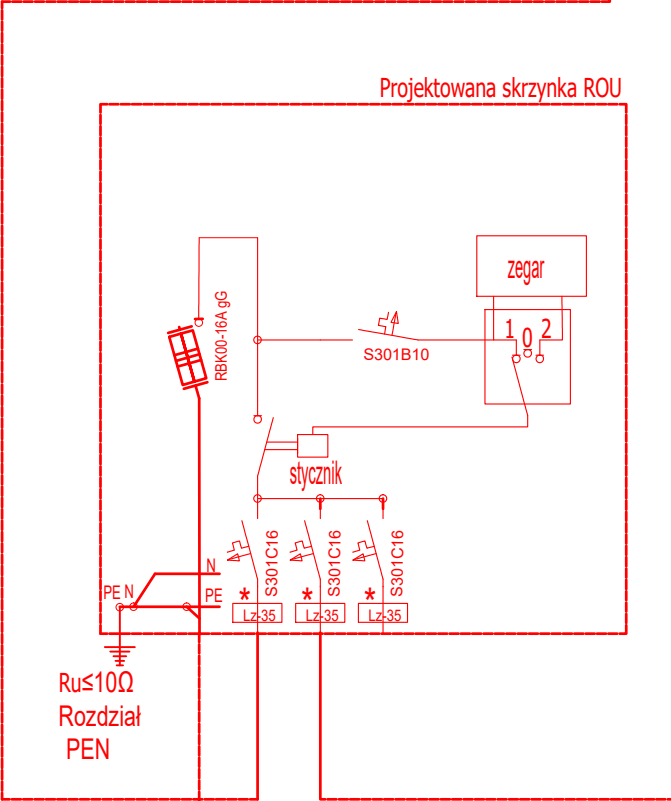 Projektowana skrzynka ROU
zegar
1 0 2
RBK00-16A gG
S301B10
stycznik
S301C16
S301C16
S301C16
N
PE N
PE
*
*
*
Lz-35
Lz-35
Lz-35
Ru≤10Ω
Rozdział
PEN